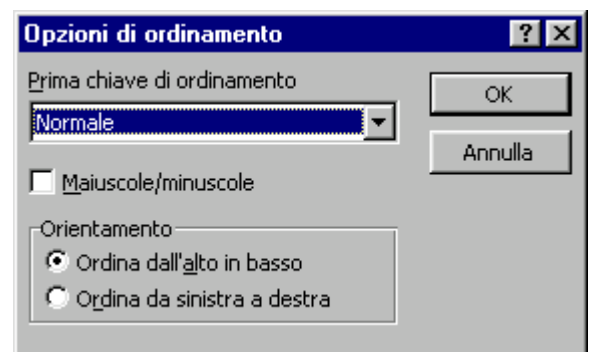 Opzioni di ordinamento
Prima chiave di ordinamento
Normale
OK
Annulla
Maiuscole/minuscole
Orientamento
Ordina dall'alto in basso
Ordina da sinistra a destra